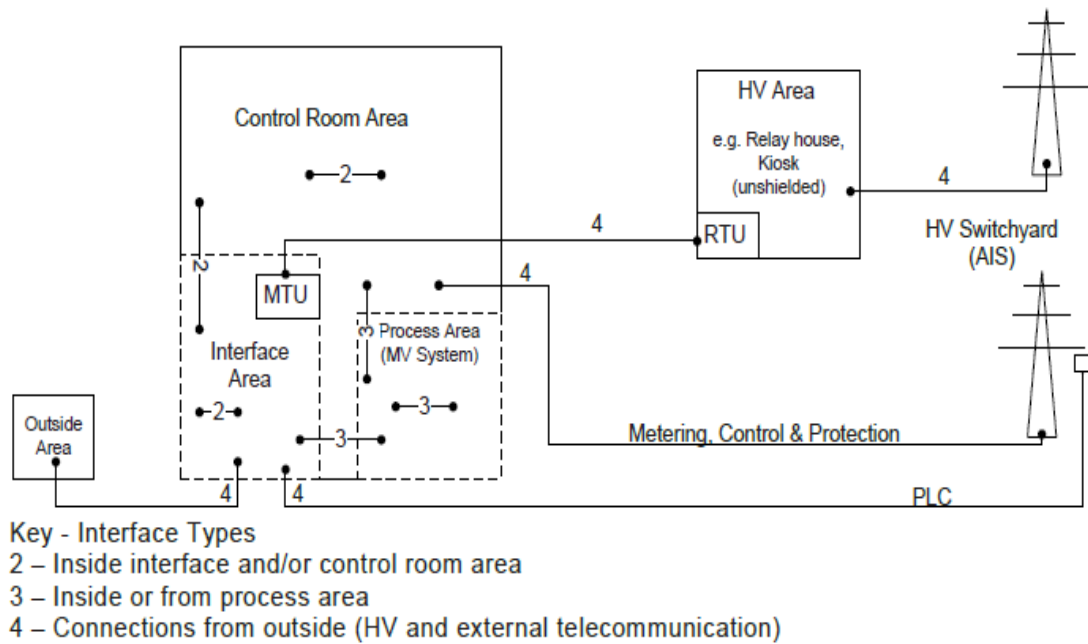 Control Room Area
2
2
MTU
Interface
Area
2
3
Process Area
(MV System)
3
3
4
4
HV Area
e.g. Relay house,
Kiosk
(unshielded)
RTU
4
4
HV Switchyard
(AIS)
4
Outside
Area
Metering, Control & Protection
PLC
Key - Interface Types
2 – Inside interface and/or control room area
3 – Inside or from process area
4 – Connections from outside (HV and external telecommunication)